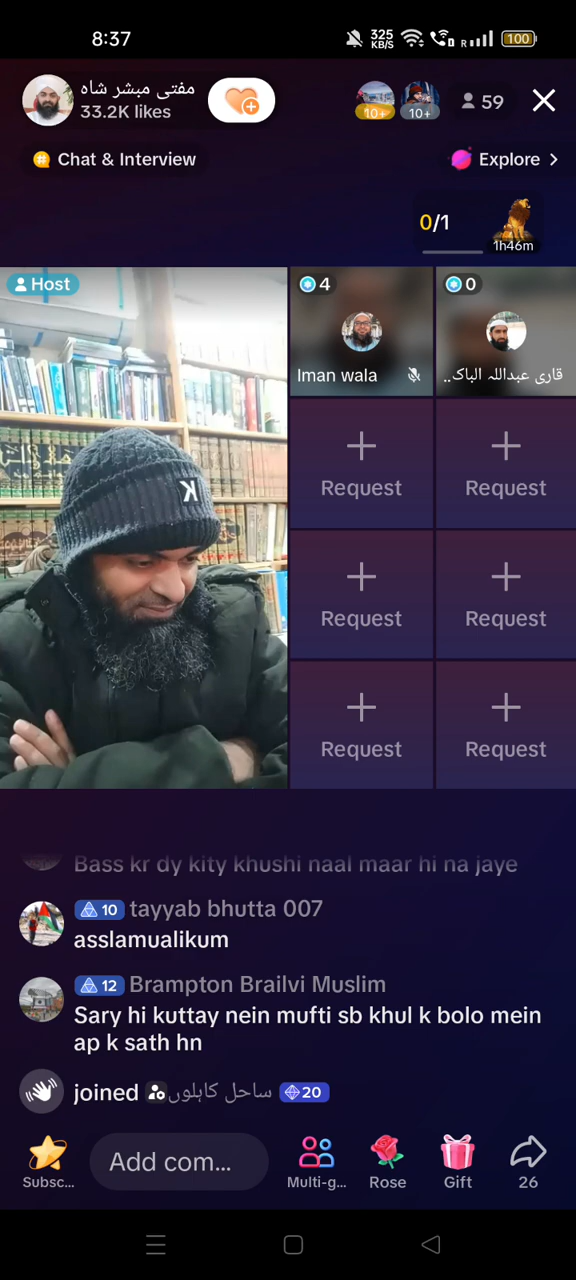 8:37
325
KB/S
R
100
مفتی مبشر شاہ
33.2K likes
10+
10+
59
Chat & Interview
Explore
0/1
1h46m
Host
4
0
Iman wala
قاری عبداللہ الباک..
K
Request
Request
Request
Request
Request
Request
Bass kr dy kity khushi naal maar hi na jaye
10 tayyab bhutta 007
asslamualikum
12 Brampton Brailvi Muslim
Sary hi kuttay nein mufti sb khul k bolo mein
ap k sath hn
joined ساحل کاہلوں 20
Add com...
Subsc...
Multi-g...
Rose
Gift
26